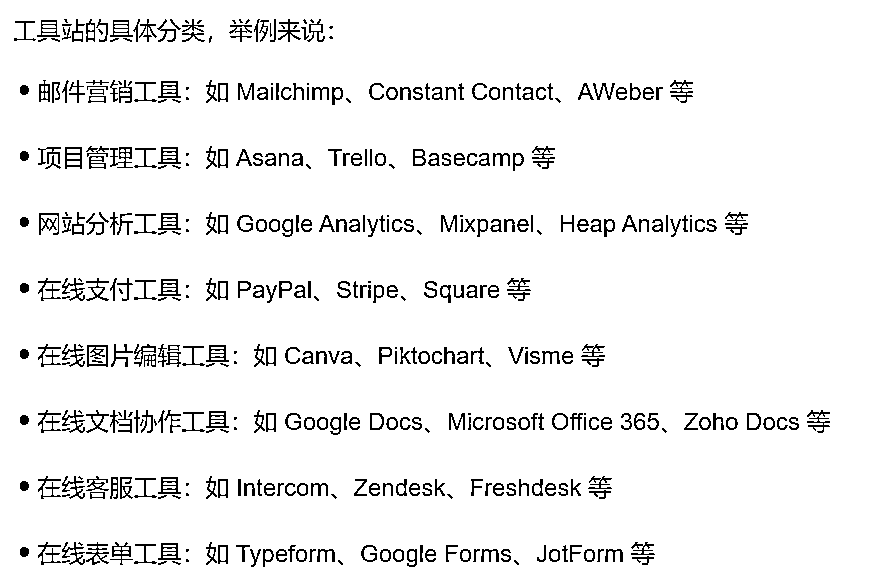 工具站的具体分类，举例来说：
• 邮件营销工具：如 Mailchimp、Constant Contact、AWeber 等
• 项目管理工具：如 Asana、Trello、Basecamp 等
• 网站分析工具：如 Google Analytics、Mixpanel、Heap Analytics 等
• 在线支付工具：如 PayPal、Stripe、Square 等
• 在线图片编辑工具：如 Canva、Piktochart、Visme 等
• 在线文档协作工具：如 Google Docs、Microsoft Office 365、Zoho Docs 等
• 在线客服工具：如 Intercom、Zendesk、Freshdesk 等
• 在线表单工具：如 Typeform、Google Forms、JotForm 等